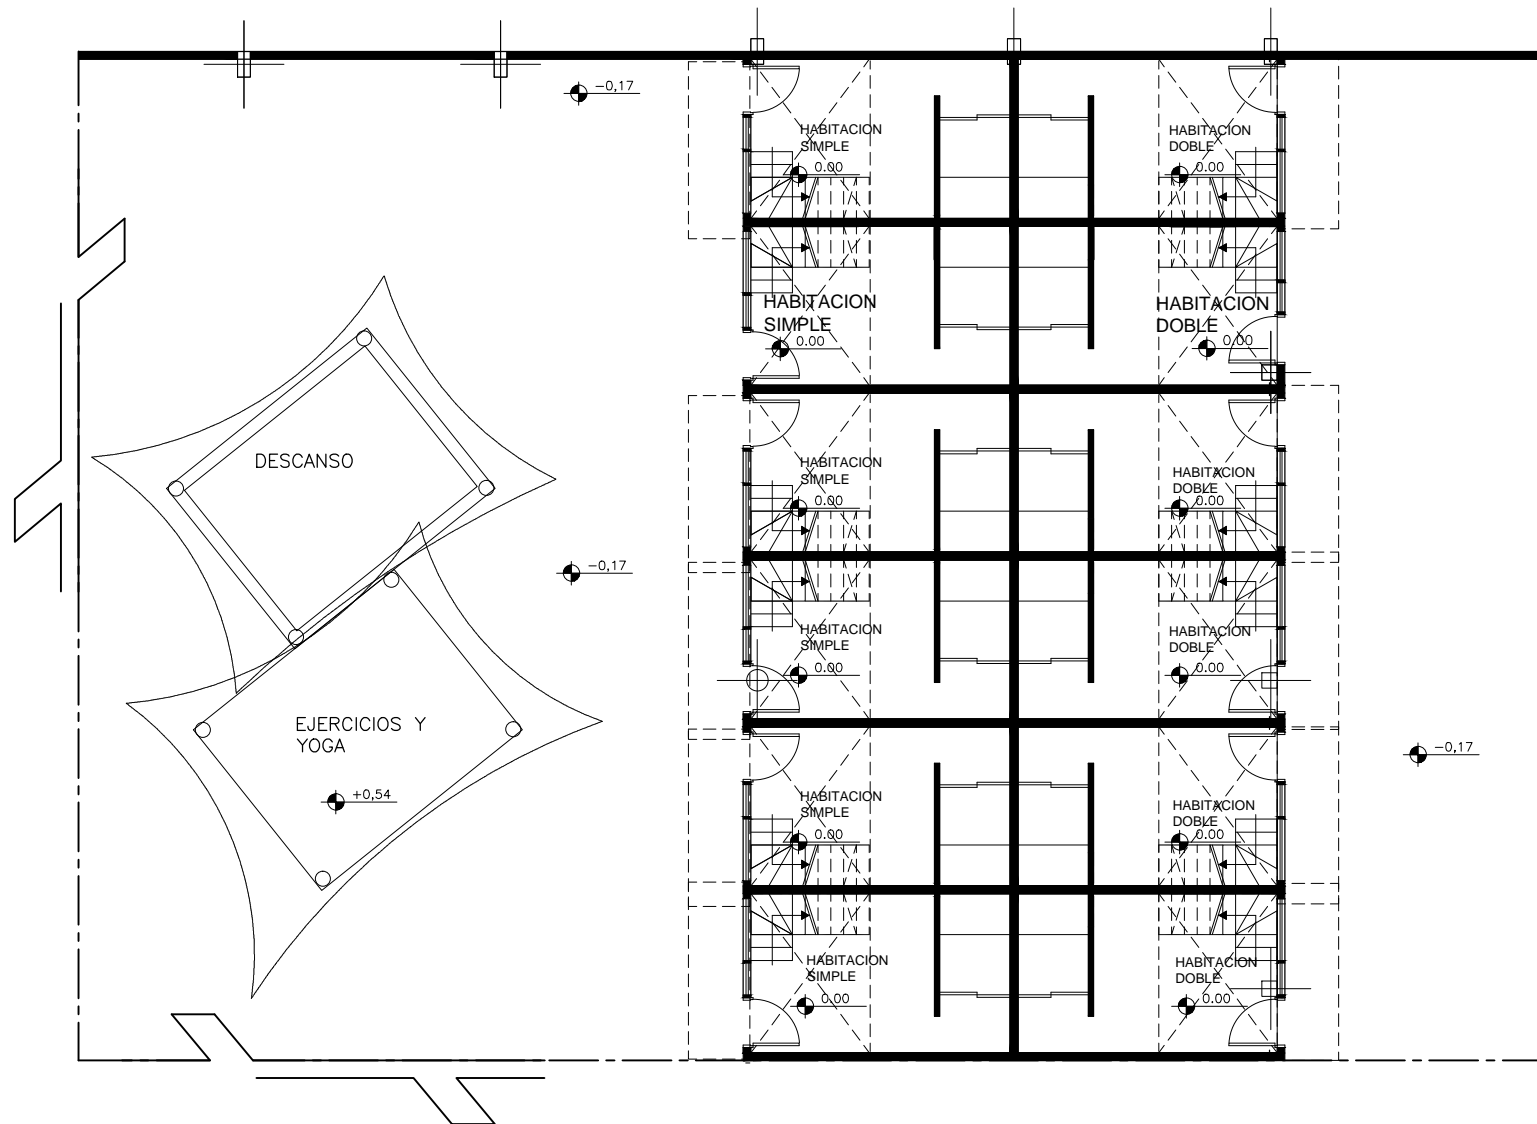 -0,17
HABITACION
SIMPLE
0.00
HABITACION
DOBLE
0.00
HABITACION
SIMPLE
0.00
HABITACION
DOBLE
0.00
DESCANSO
HABITACION
SIMPLE
0.00
HABITACION
DOBLE
0.00
-0,17
HABITACION
SIMPLE
0.00
HABITACION
DOBLE
0.00
EJERCICIOS Y
YOGA
+0,54
-0,17
HABITACION
SIMPLE
0.00
HABITACION
DOBLE
0.00
HABITACION
SIMPLE
0.00
HABITACION
DOBLE
0.00